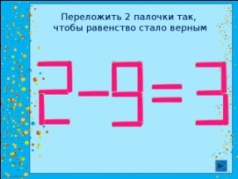 Переложить 2 палочки так,
чтобы равенство стало верным
2-9=3